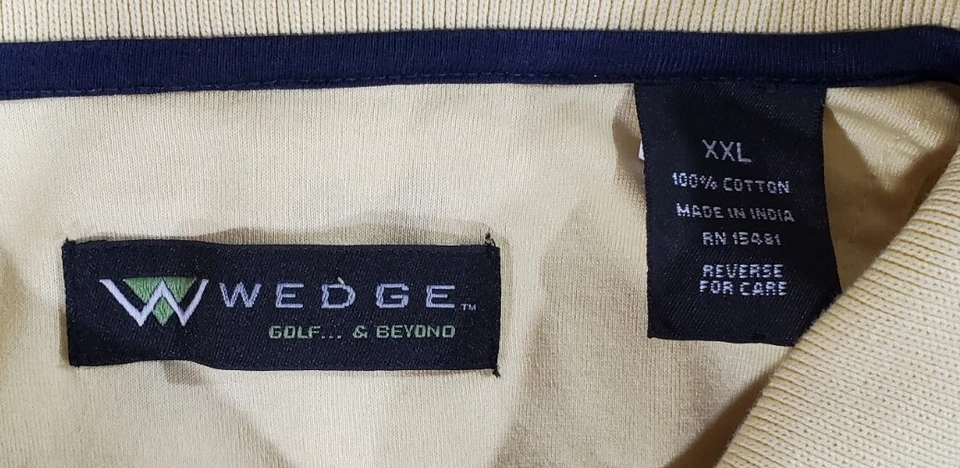 WEDGE™
GOLF... & BEYOND
XXL
100% COTTON
MADE IN INDIA
RN 15481
REVERSE
FOR CARE